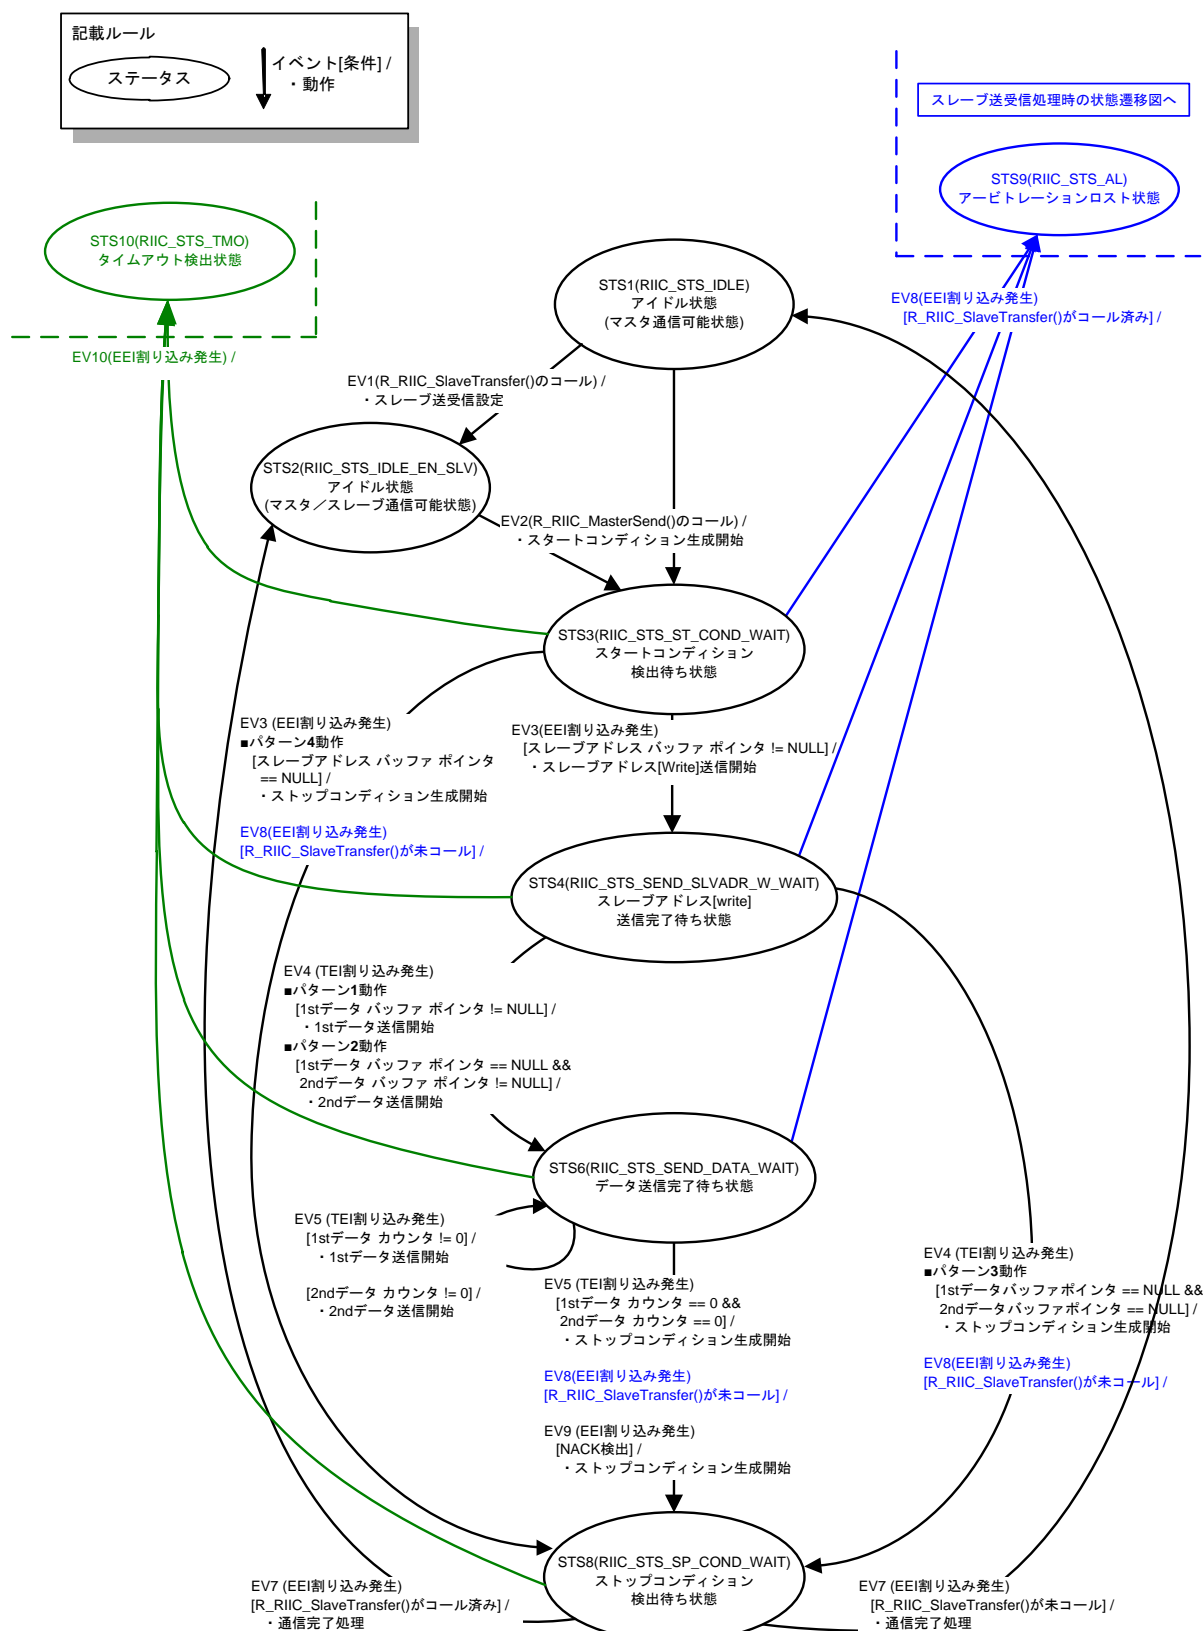 記載ルール
ステータス
イベント[条件] /
・動作
スレーブ送受信処理時の状態遷移図へ
STS9(RIIC_STS_AL)
アービトレーションロスト状態
STS10(RIIC_STS_TMO)
タイムアウト検出状態
STS1(RIIC_STS_IDLE)
アイドル状態
(マスタ通信可能状態)
EV8(EEI割り込み発生)
[R_RIIC_SlaveTransfer()がコール済み] /
EV10(EEI割り込み発生) /
EV1(R_RIIC_SlaveTransfer()のコール) /
・スレーブ送受信設定
STS2(RIIC_STS_IDLE_EN_SLV)
アイドル状態
(マスタ／スレーブ通信可能状態)
EV2(R_RIIC_MasterSend()のコール) /
・スタートコンディション生成開始
STS3(RIIC_STS_ST_COND_WAIT)
スタートコンディション
検出待ち状態
EV3 (EEI割り込み発生)
■パターン4動作
[スレーブアドレス バッファ ポインタ
== NULL] /
・ストップコンディション生成開始
EV8(EEI割り込み発生)
[R_RIIC_SlaveTransfer()が未コール] /
EV3(EEI割り込み発生)
[スレーブアドレス バッファ ポインタ != NULL] /
・スレーブアドレス[Write]送信開始
STS4(RIIC_STS_SEND_SLVADR_W_WAIT)
スレーブアドレス[write]
送信完了待ち状態
EV4 (TEI割り込み発生)
■パターン1動作
[1stデータ バッファ ポインタ != NULL] /
・1stデータ送信開始
■パターン2動作
[1stデータ バッファ ポインタ == NULL &&
2ndデータ バッファ ポインタ != NULL] /
・2ndデータ送信開始
STS6(RIIC_STS_SEND_DATA_WAIT)
データ送信完了待ち状態
EV5 (TEI割り込み発生)
[1stデータ カウンタ != 0] /
・1stデータ送信開始
[2ndデータ カウンタ != 0] /
・2ndデータ送信開始
EV5 (TEI割り込み発生)
[1stデータ カウンタ == 0 &&
2ndデータ カウンタ == 0] /
・ストップコンディション生成開始
EV8(EEI割り込み発生)
[R_RIIC_SlaveTransfer()が未コール] /
EV9 (EEI割り込み発生)
[NACK検出] /
・ストップコンディション生成開始
EV4 (TEI割り込み発生)
■パターン3動作
[1stデータバッファポインタ == NULL &&
2ndデータバッファポインタ == NULL] /
・ストップコンディション生成開始
EV8(EEI割り込み発生)
[R_RIIC_SlaveTransfer()が未コール] /
STS8(RIIC_STS_SP_COND_WAIT)
ストップコンディション
検出待ち状態
EV7 (EEI割り込み発生)
[R_RIIC_SlaveTransfer()がコール済み] /
・通信完了処理
EV7 (EEI割り込み発生)
[R_RIIC_SlaveTransfer()が未コール] /
・通信完了処理